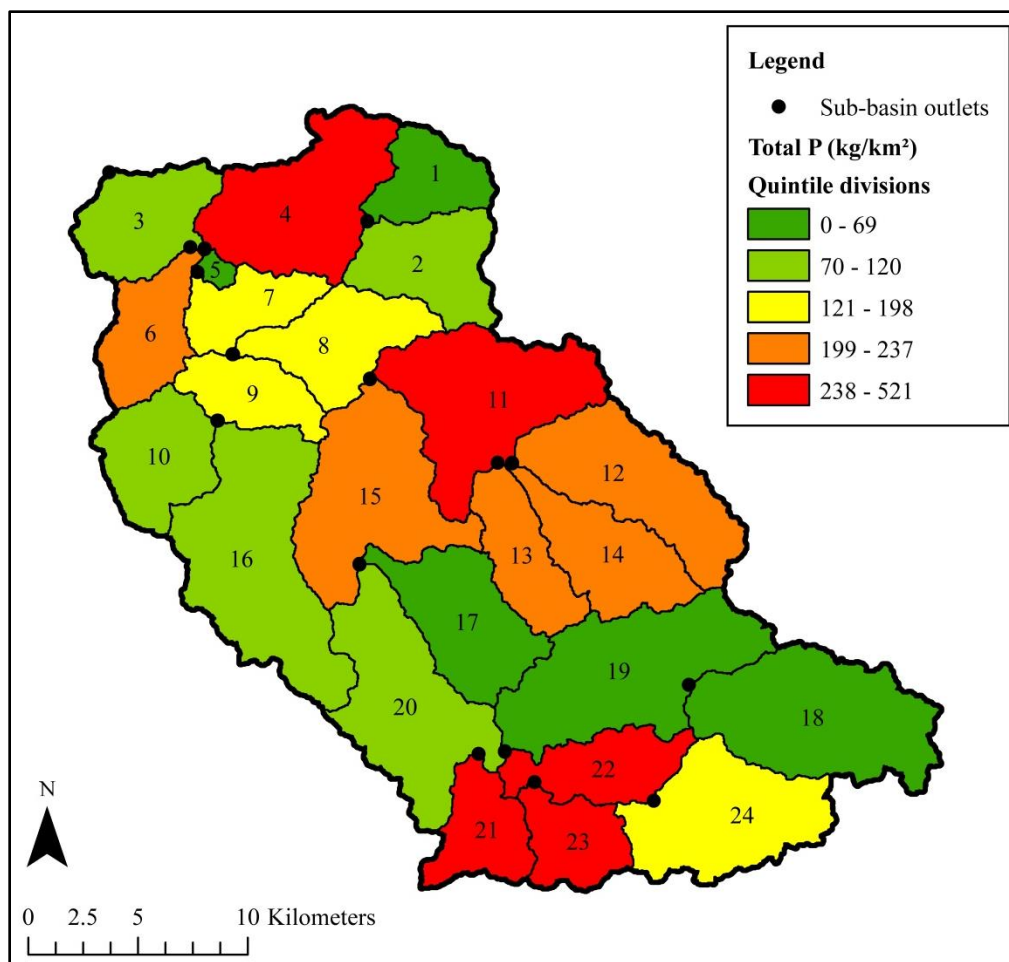 Legend
Sub-basin outlets
Total P (kg/km²)
Quintile divisions
0 - 69
70 - 120
121 - 198
199 - 237
238 - 521
1
3
4
2
5
7
6
8
9
11
10
12
15
13
14
16
17
19
20
18
22
24
21
23
N
0 2.5 5 10 Kilometers